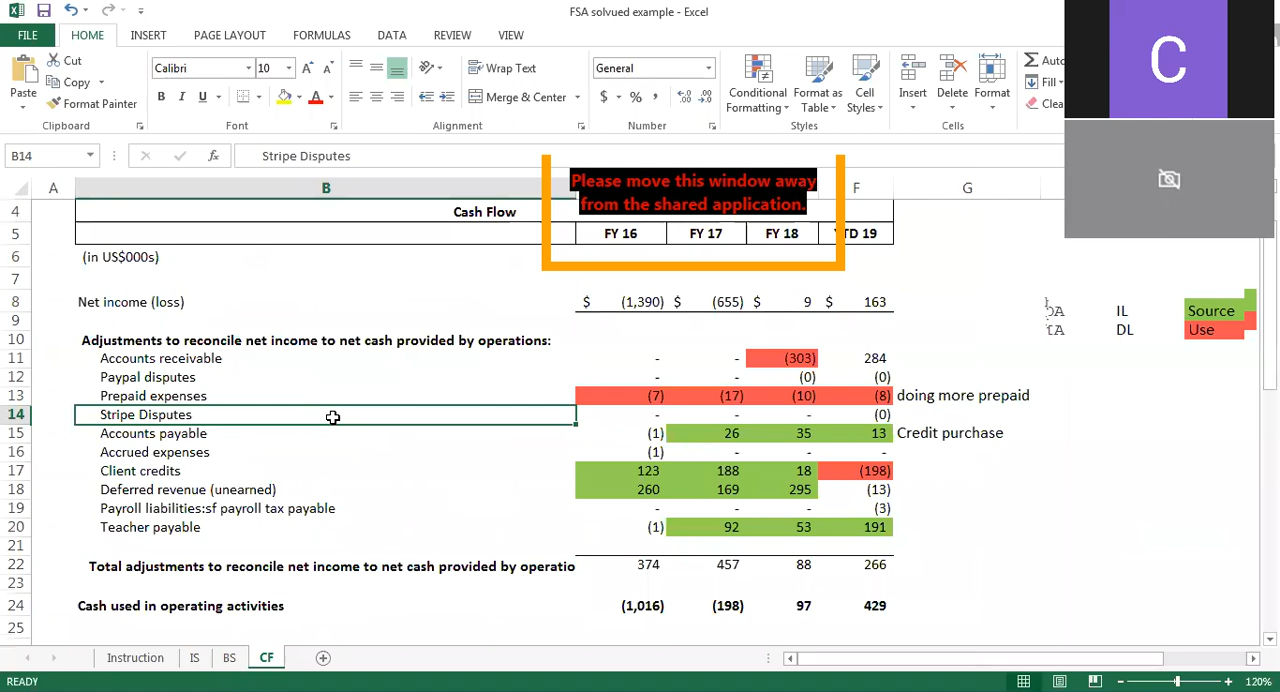 FSA solvued example - Excel
FILE HOME INSERT PAGE LAYOUT FORMULAS DATA REVIEW VIEW
Cut
Copy
Format Painter
Paste
Clipboard
Calibri 10
B I U
Font
Wrap Text
Merge & Center
Alignment
General
$ % ,
Number
Conditional Formatting
Format as Table
Cell Styles
Styles
Insert Delete Format
Cells
Auto
Fill
Clea
C
B14 fx Stripe Disputes
Please move this window away
from the shared application.
A B F G
4 Cash Flow
5 FY 16 FY 17 FY 18 YTD 19
6 (in US$000s)
7
8 Net income (loss) $ (1,390) $ (655) $ 9 $ 163
IL Source
9
DL Use
10 Adjustments to reconcile net income to net cash provided by operations:
11 Accounts receivable - - (303) 284
12 Paypal disputes - - (0) (0)
13 Prepaid expenses (7) (17) (10) (8) doing more prepaid
14 Stripe Disputes - - - (0)
15 Accounts payable (1) 26 35 13 Credit purchase
16 Accrued expenses (1) - - -
17 Client credits 123 188 18 (198)
18 Deferred revenue (unearned) 260 169 295 (13)
19 Payroll liabilities:sf payroll tax payable - - - (3)
20 Teacher payable (1) 92 53 191
21
22 Total adjustments to reconcile net income to net cash provided by operatio 374 457 88 266
23
24 Cash used in operating activities (1,016) (198) 97 429
25
Instruction IS BS CF
READY 120%